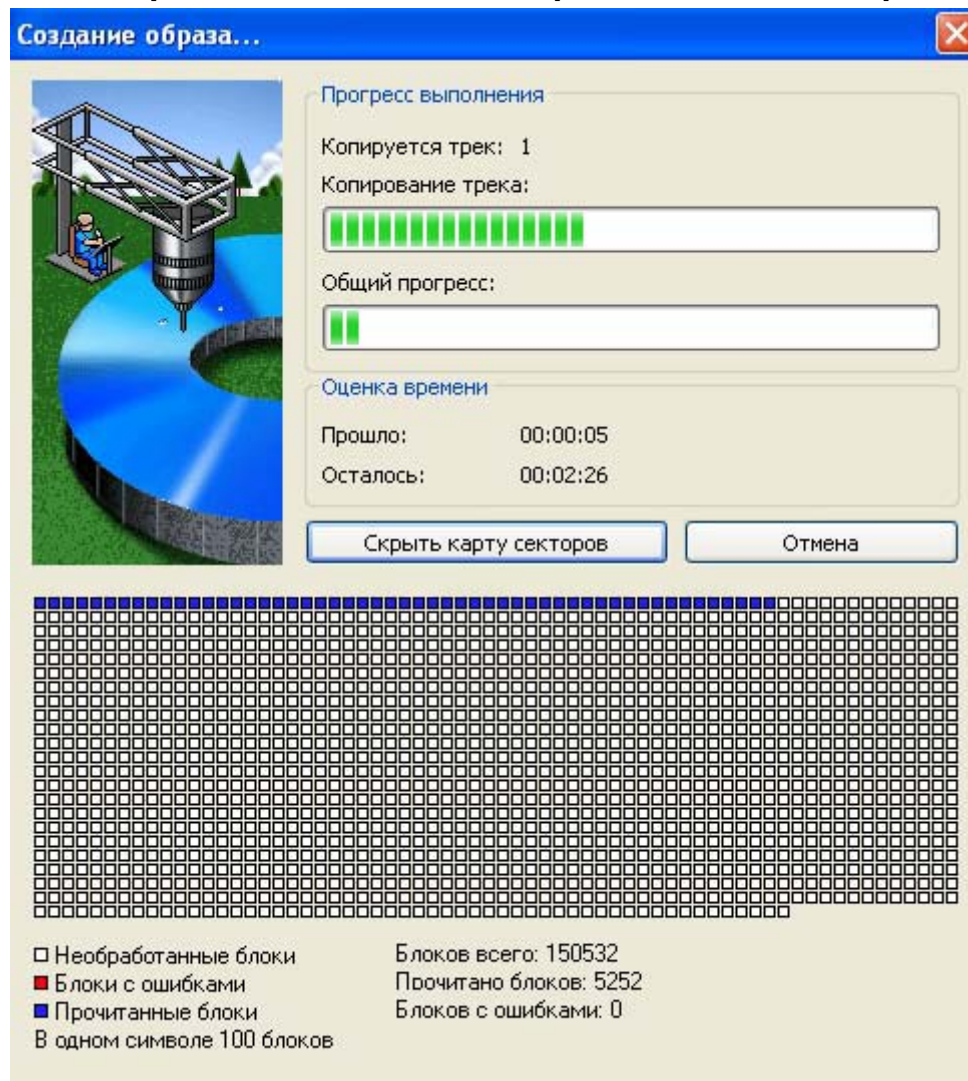 Создание образа...
Прогресс выполнения
Копируется трек: 1
Копирование трека:
Общий прогресс:
Оценка времени
Прошло: 00:00:05
Осталось: 00:02:26
Скрыть карту секторов Отмена
Необработанные блоки Блоков всего: 150532
Блоки с ошибками Прочитано блоков: 5252
Прочитанные блоки Блоков с ошибками: 0
В одном символе 100 блоков